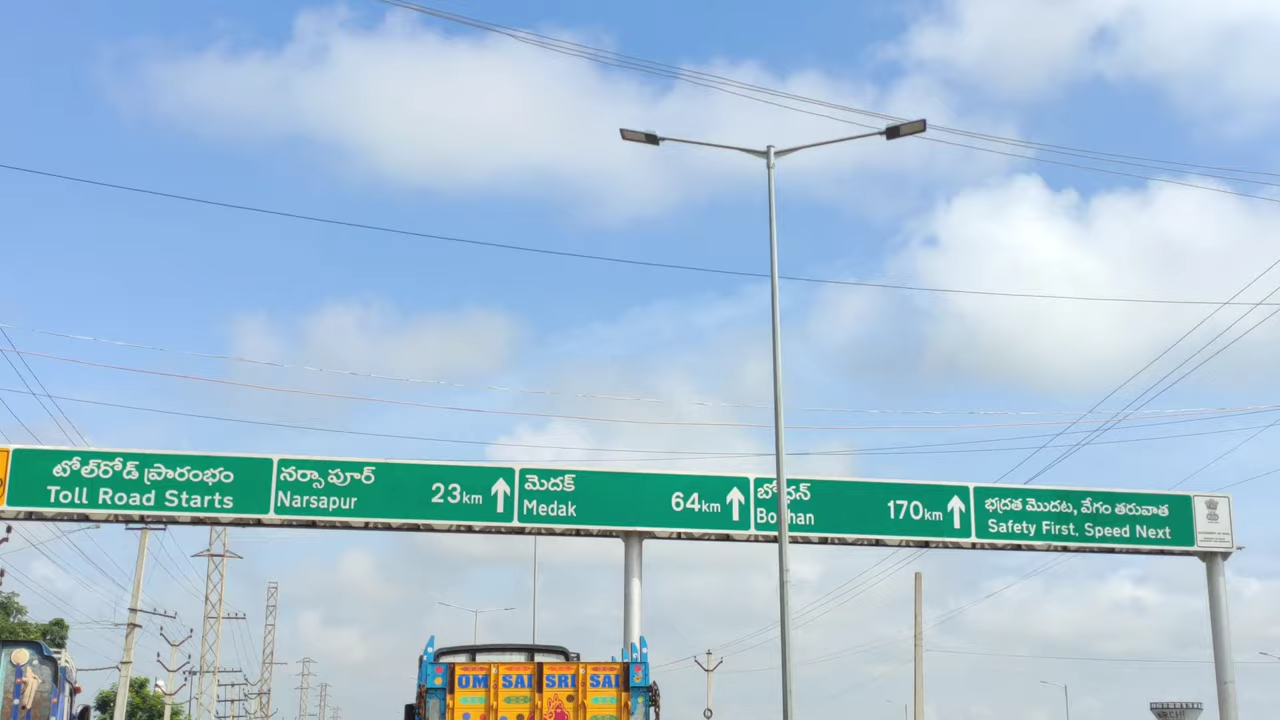 టోల్‌రోడ్ ప్రారంభం
Toll Road Starts
నర్సాపూర్
Narsapur
23km
మెదక్
Medak
64km
170km
భద్రత మొదట, వేగం తరువాత
Safety First, Speed Next
OM SAI SRI SAI